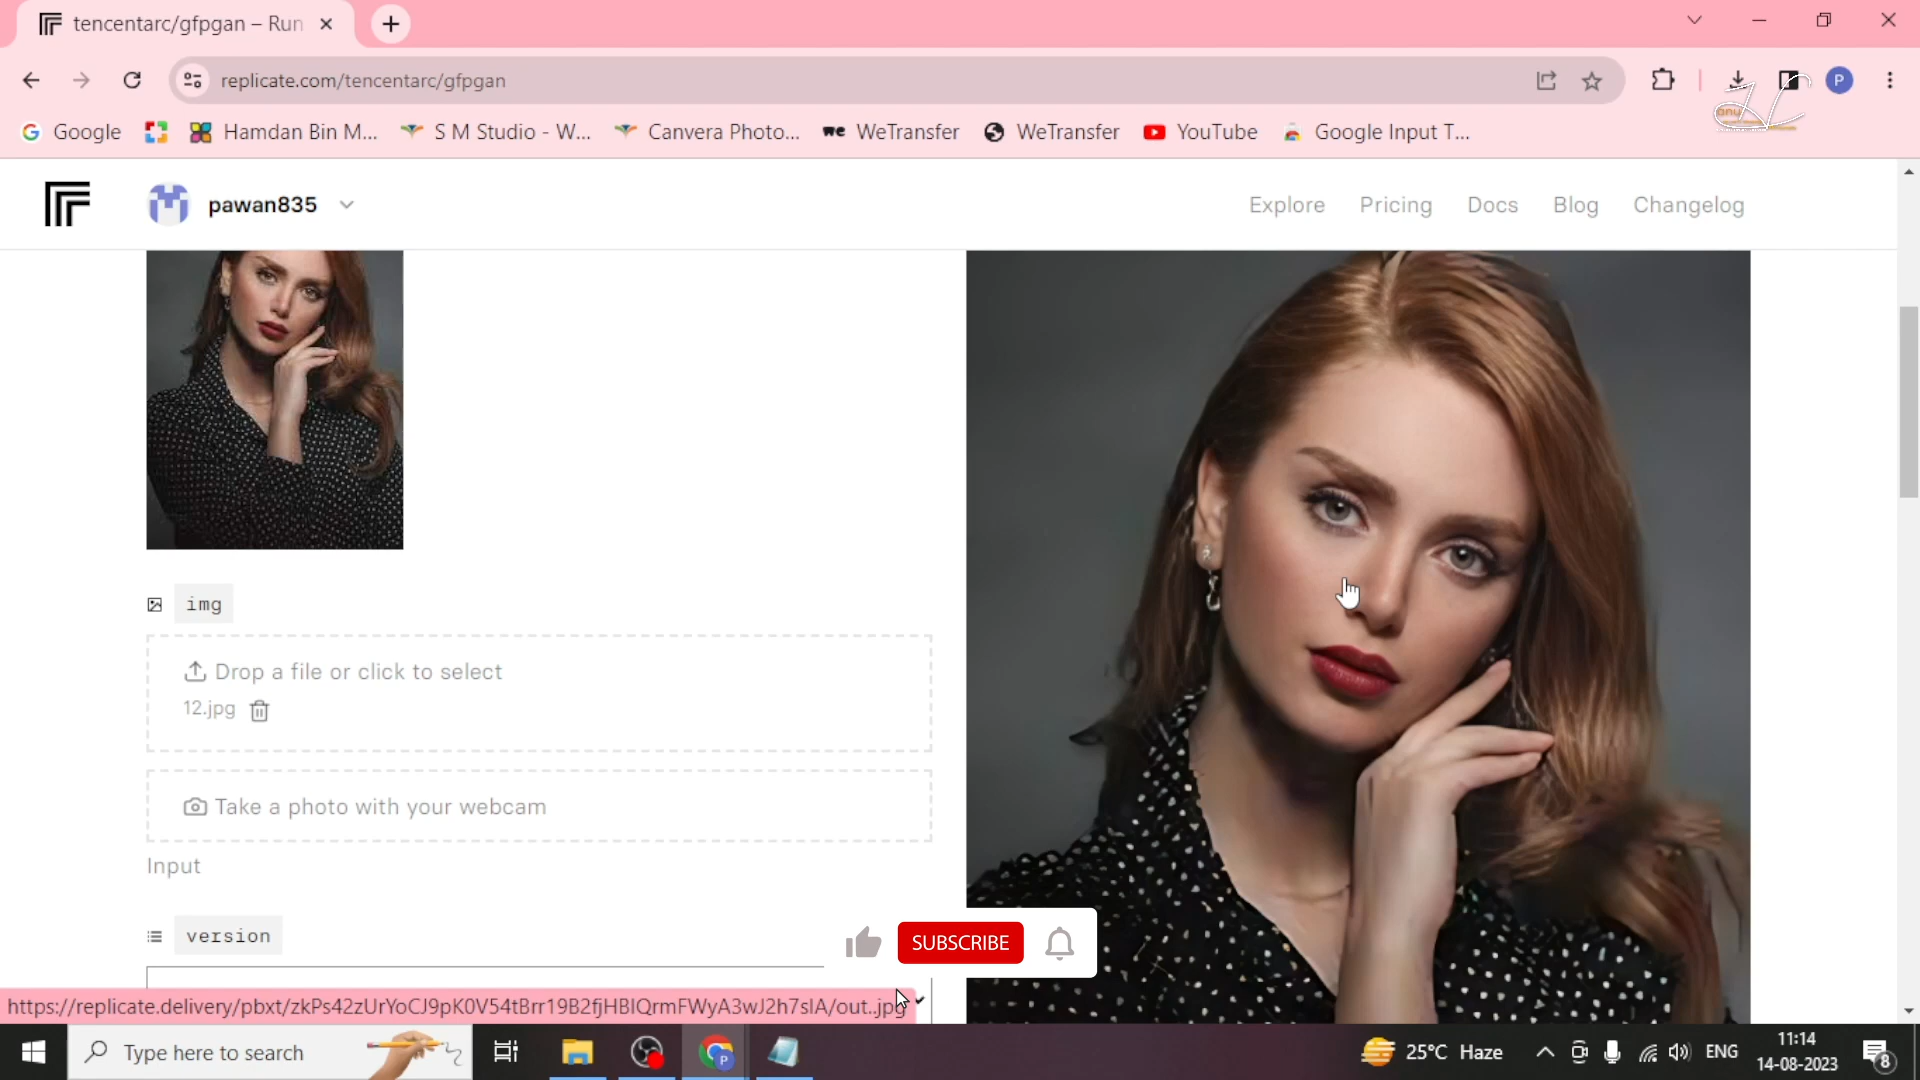 tencentarc/gfpgan – Run
replicate.com/tencentarc/gfpgan
P
Google
Hamdan Bin M...
S M Studio - W...
Canvera Photo...
we WeTransfer
WeTransfer
YouTube
Google Input T...
pawan835
Explore
Pricing
Docs
Blog
Changelog
img
Drop a file or click to select
12.jpg
Take a photo with your webcam
Input
version
SUBSCRIBE
https://replicate.delivery/pbxt/zkPs42zUrYoCJ9pK0V54tBrr19B2fjHBIQrmFWyA3wJ2h7sIA/out..jpg
Type here to search
P
25°C Haze
ENG
11:14
14-08-2023
8